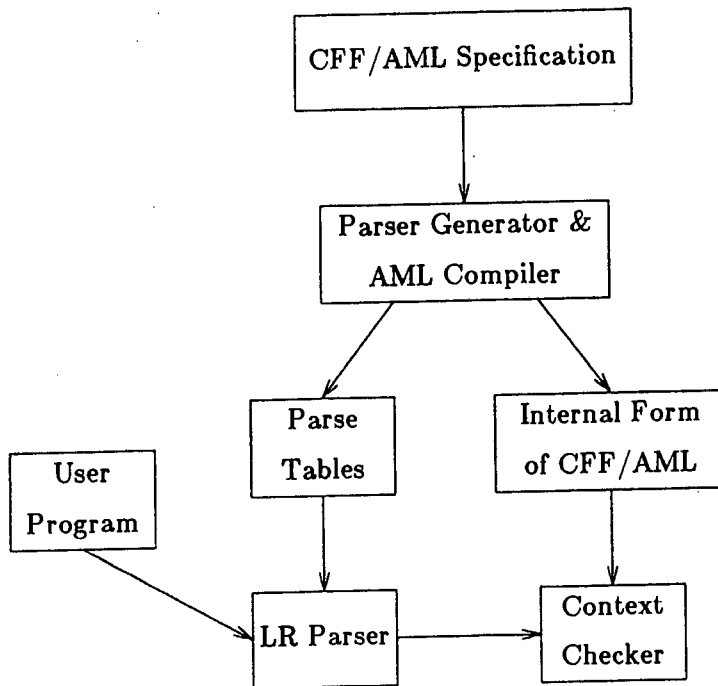 CFF/AML Specification
Parser Generator &
AML Compiler
Parse
Tables
Internal Form
of CFF/AML
User
Program
LR Parser
Context
Checker